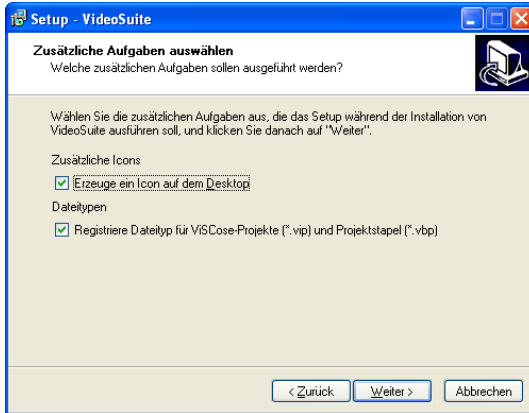 Setup - VideoSuite
Zusätzliche Aufgaben auswählen
Welche zusätzlichen Aufgaben sollen ausgeführt werden?
Wählen Sie die zusätzlichen Aufgaben aus, die das Setup während der Installation von
VideoSuite ausführen soll, und klicken Sie danach auf "Weiter".
Zusätzliche Icons
Erzeuge ein Icon auf dem Desktop
Dateitypen
Registriere Dateityp für ViSCose-Projekte (*.vip) und Projektstapel (*.vbp)
< Zurück Weiter > Abbrechen